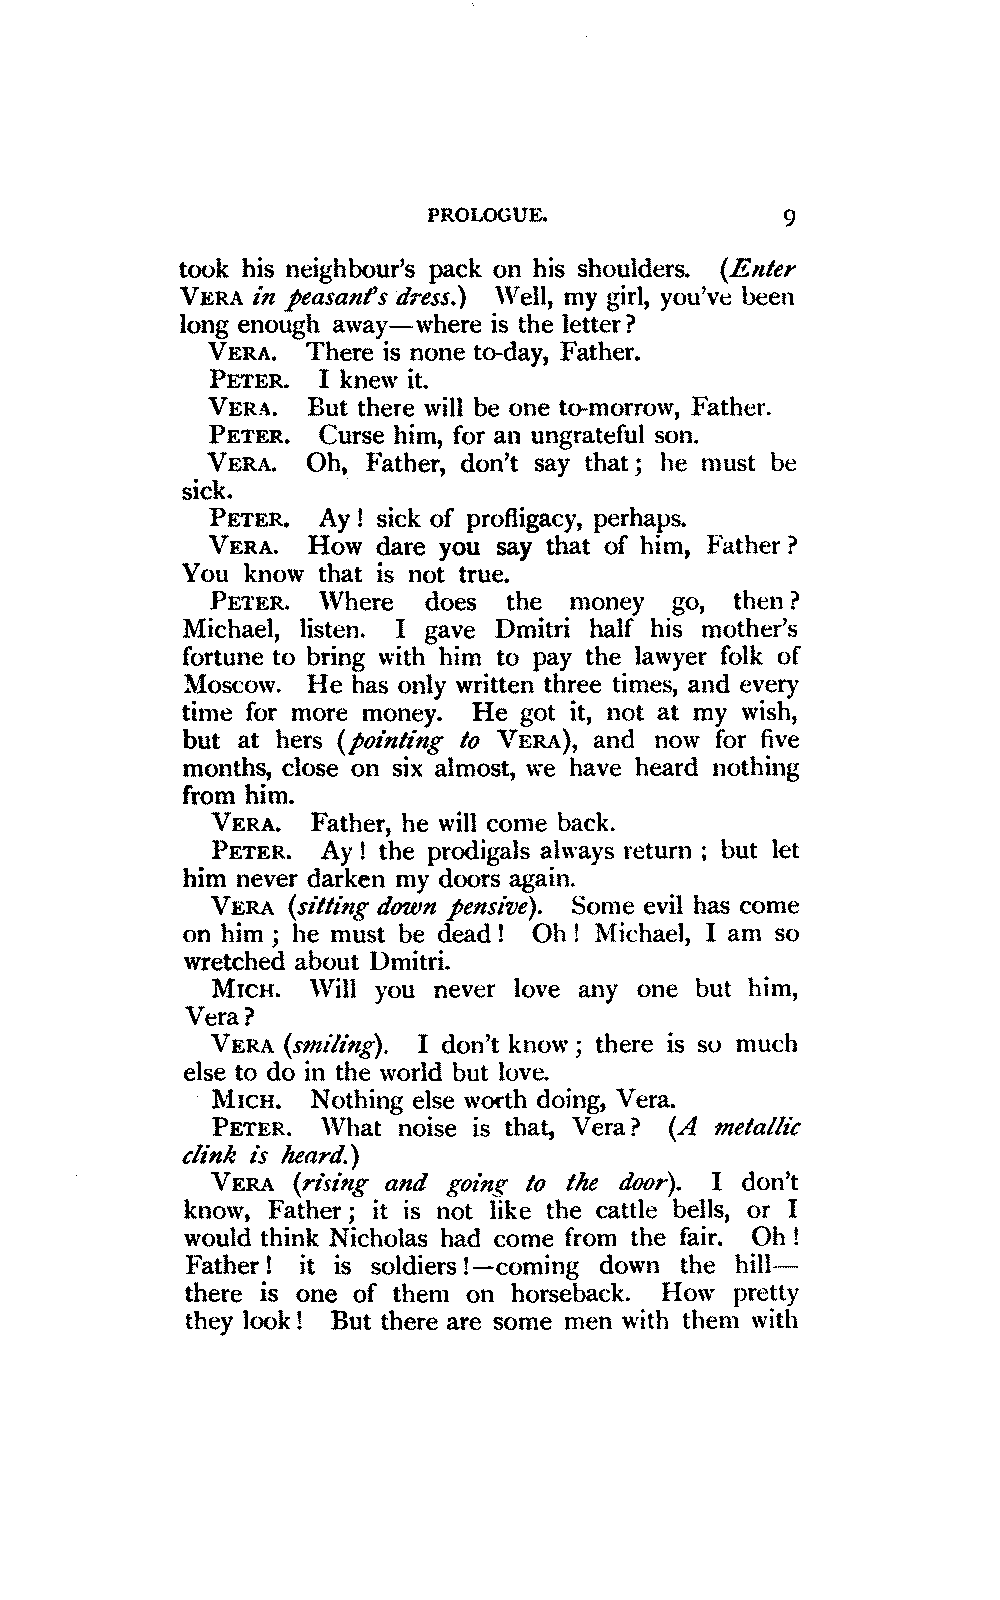 PROLOGUE. 9
took his neighbour's pack on his shoulders. (Enter
VERA in peasant's dress.) Well, my girl, you've been
long enough away—where is the letter?
VERA. There is none to-day, Father.
PETER. I knew it.
VERA. But there will be one to-morrow, Father.
PETER. Curse him, for an ungrateful son.
VERA. Oh, Father, don't say that; he must be
sick.
PETER. Ay! sick of profligacy, perhaps.
VERA. How dare you say that of him, Father?
You know that is not true.
PETER. Where does the money go, then?
Michael, listen. I gave Dmitri half his mother's
fortune to bring with him to pay the lawyer folk of
Moscow. He has only written three times, and every
time for more money. He got it, not at my wish,
but at hers (pointing to VERA), and now for five
months, close on six almost, we have heard nothing
from him.
VERA. Father, he will come back.
PETER. Ay! the prodigals always return; but let
him never darken my doors again.
VERA (sitting down pensive). Some evil has come
on him; he must be dead! Oh! Michael, I am so
wretched about Dmitri.
MICH. Will you never love any one but him,
Vera?
VERA (smiling). I don't know; there is so much
else to do in the world but love.
MICH. Nothing else worth doing, Vera.
PETER. What noise is that, Vera? (A metallic
clink is heard.)
VERA (rising and going to the door). I don't
know, Father; it is not like the cattle bells, or I
would think Nicholas had come from the fair. Oh!
Father! it is soldiers!—coming down the hill—
there is one of them on horseback. How pretty
they look! But there are some men with them with